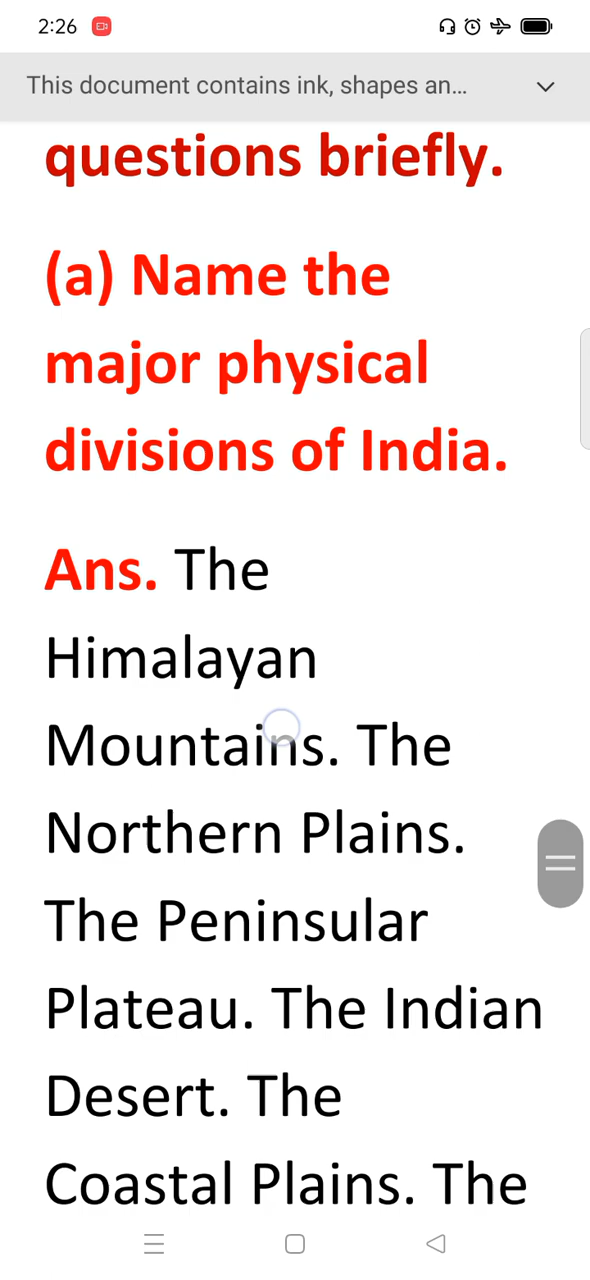 2:26
This document contains ink, shapes an...
questions briefly.
(a) Name the
major physical
divisions of India.
Ans. The
Himalayan
Mountains. The
Northern Plains.
The Peninsular
Plateau. The Indian
Desert. The
Coastal Plains. The